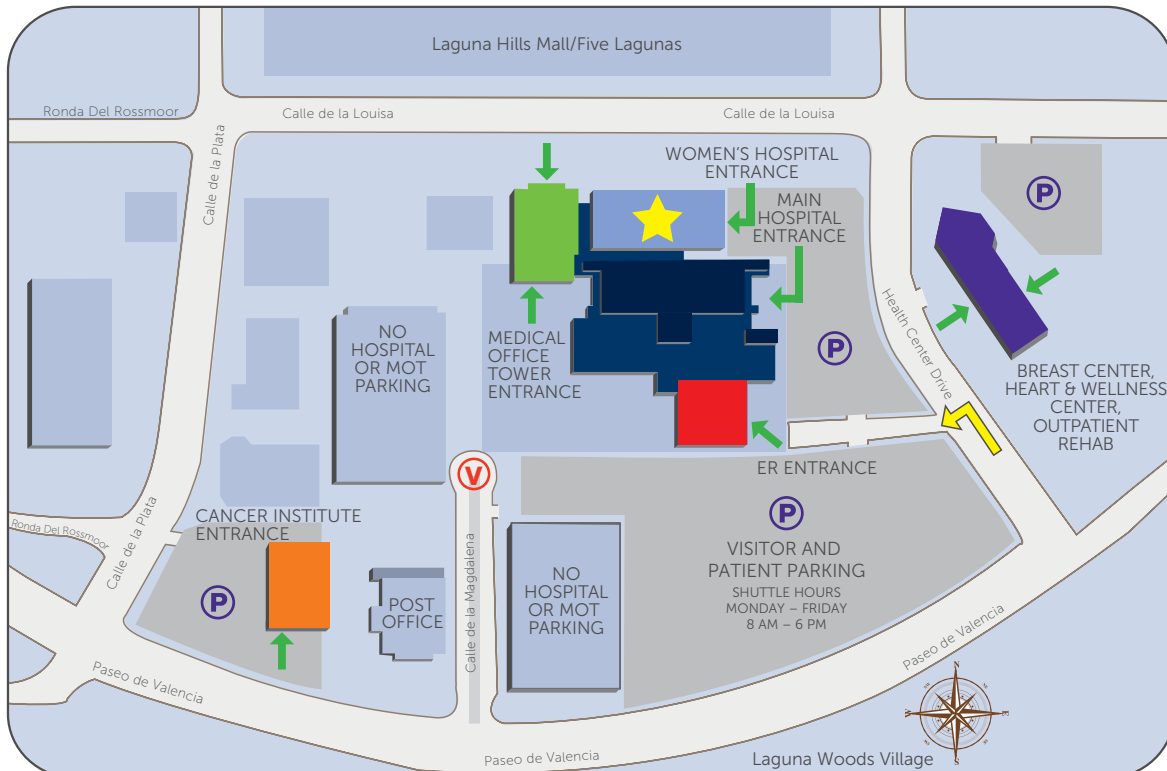 Laguna Hills Mall/Five Lagunas
Ronda Del Rossmoor
Calle de la Louisa
Calle de la Louisa
Calle de la Plata
WOMEN'S HOSPITAL
ENTRANCE
MAIN
HOSPITAL
ENTRANCE
P
Health Center Drive
NO
HOSPITAL
OR MOT
PARKING
MEDICAL
OFFICE
TOWER
ENTRANCE
P
BREAST CENTER,
HEART & WELLNESS
CENTER,
OUTPATIENT
REHAB
ER ENTRANCE
V
CANCER INSTITUTE
ENTRANCE
Calle de la Plata
Ronda Del Rossmoor
P
VISITOR AND
PATIENT PARKING
SHUTTLE HOURS
MONDAY – FRIDAY
8 AM – 6 PM
P
POST
OFFICE
Calle de la Magdalena
NO
HOSPITAL
OR MOT
PARKING
Paseo de Valencia
Paseo de Valencia
Paseo de Valencia
N
W
E
S
Laguna Woods Village